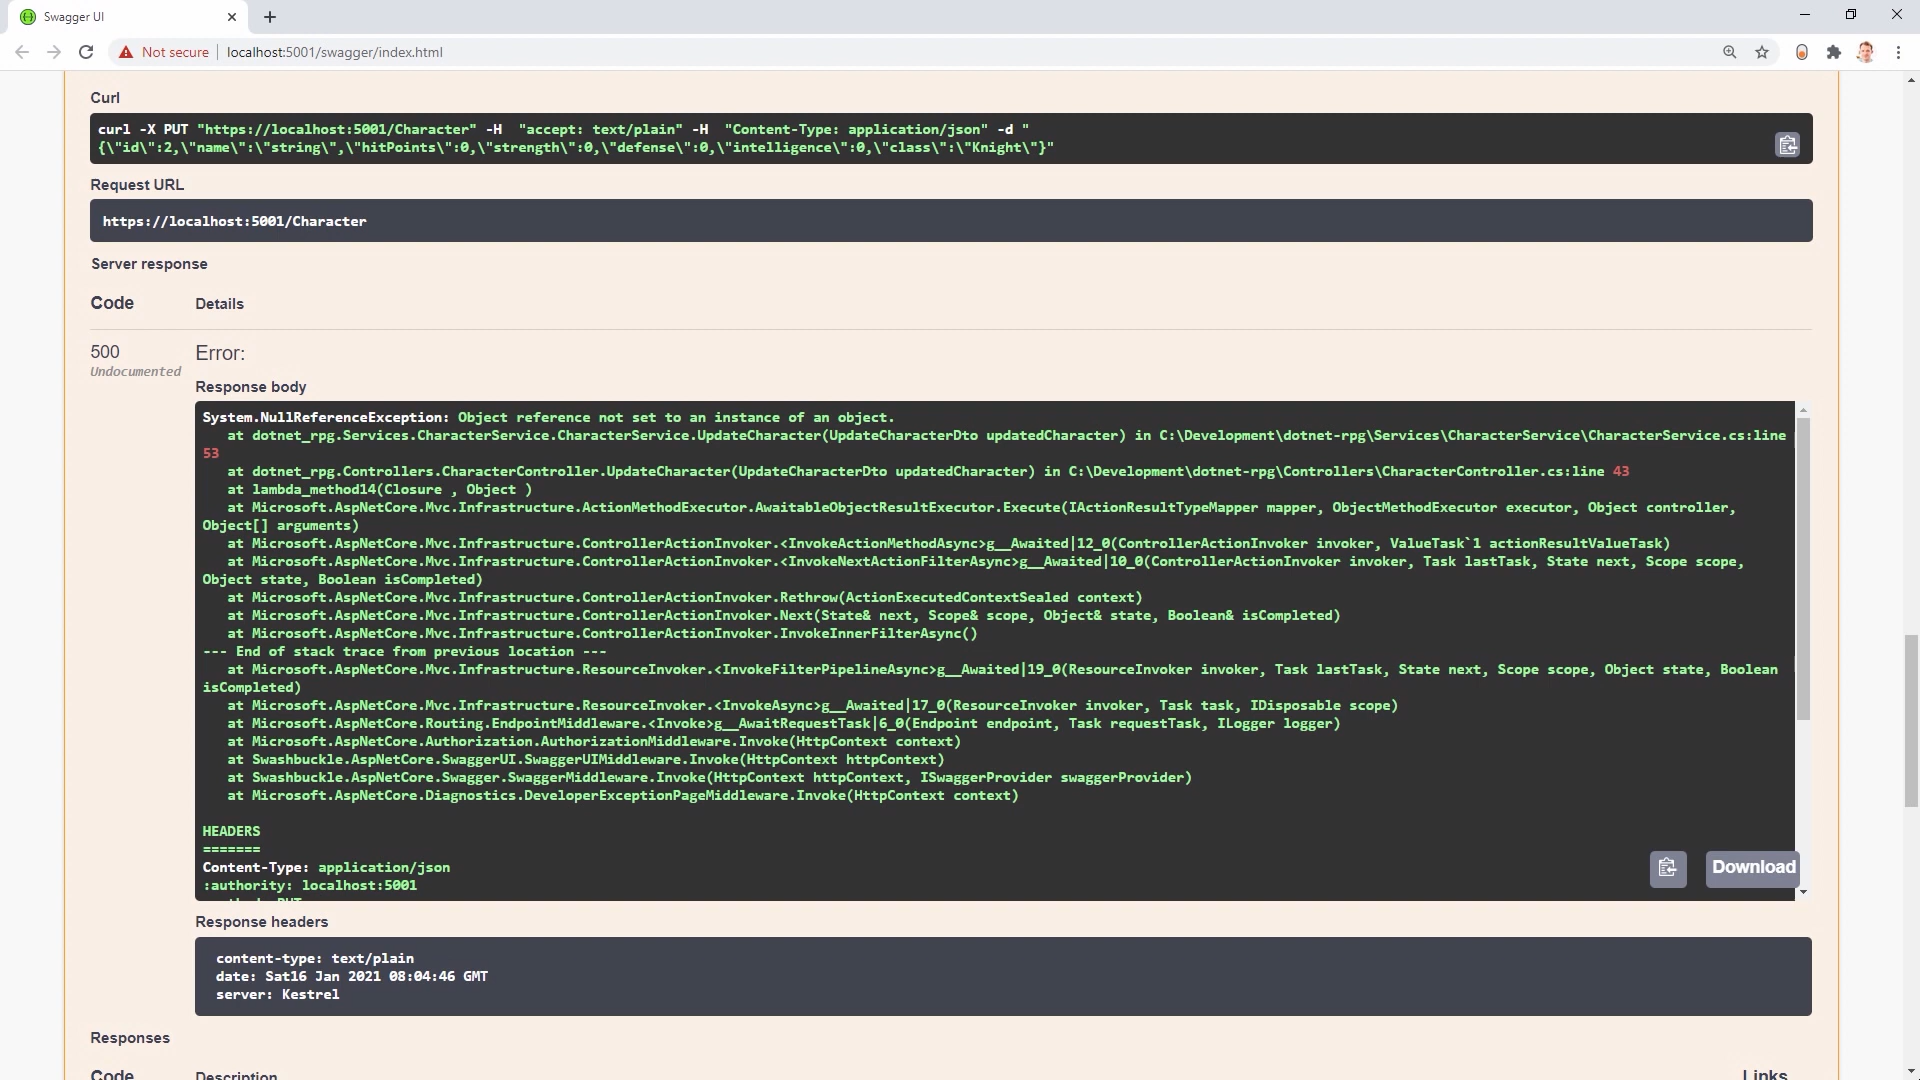 Swagger UI
Not secure
localhost:5001/swagger/index.html
Curl
curl -X PUT "https://localhost:5001/Character" -H  "accept: text/plain" -H  "Content-Type: application/json" -d "
{\"id\":2,\"name\":\"string\",\"hitPoints\":0,\"strength\":0,\"defense\":0,\"intelligence\":0,\"class\":\"Knight\"}"
Request URL
https://localhost:5001/Character
Server response
Code Details
500 Error:
Undocumented
Response body
System.NullReferenceException: Object reference not set to an instance of an object.
at dotnet_rpg.Services.CharacterService.CharacterService.UpdateCharacter(UpdateCharacterDto updatedCharacter) in C:\Development\dotnet-rpg\Services\CharacterService\CharacterService.cs:line
53
at dotnet_rpg.Controllers.CharacterController.UpdateCharacter(UpdateCharacterDto updatedCharacter) in C:\Development\dotnet-rpg\Controllers\CharacterController.cs:line 43
at lambda_method14(Closure , Object )
at Microsoft.AspNetCore.Mvc.Infrastructure.ActionMethodExecutor.AwaitableObjectResultExecutor.Execute(IActionResultTypeMapper mapper, ObjectMethodExecutor executor, Object controller,
Object[] arguments)
at Microsoft.AspNetCore.Mvc.Infrastructure.ControllerActionInvoker.<InvokeActionMethodAsync>g__Awaited|12_0(ControllerActionInvoker invoker, ValueTask`1 actionResultValueTask)
at Microsoft.AspNetCore.Mvc.Infrastructure.ControllerActionInvoker.<InvokeNextActionFilterAsync>g__Awaited|10_0(ControllerActionInvoker invoker, Task lastTask, State next, Scope scope,
Object state, Boolean isCompleted)
at Microsoft.AspNetCore.Mvc.Infrastructure.ControllerActionInvoker.Rethrow(ActionExecutedContextSealed context)
at Microsoft.AspNetCore.Mvc.Infrastructure.ControllerActionInvoker.Next(State& next, Scope& scope, Object& state, Boolean& isCompleted)
at Microsoft.AspNetCore.Mvc.Infrastructure.ControllerActionInvoker.InvokeInnerFilterAsync()
--- End of stack trace from previous location ---
at Microsoft.AspNetCore.Mvc.Infrastructure.ResourceInvoker.<InvokeFilterPipelineAsync>g__Awaited|19_0(ResourceInvoker invoker, Task lastTask, State next, Scope scope, Object state, Boolean
isCompleted)
at Microsoft.AspNetCore.Mvc.Infrastructure.ResourceInvoker.<InvokeAsync>g__Awaited|17_0(ResourceInvoker invoker, Task task, IDisposable scope)
at Microsoft.AspNetCore.Routing.EndpointMiddleware.<Invoke>g__AwaitRequestTask|6_0(Endpoint endpoint, Task requestTask, ILogger logger)
at Microsoft.AspNetCore.Authorization.AuthorizationMiddleware.Invoke(HttpContext context)
at Swashbuckle.AspNetCore.SwaggerUI.SwaggerUIMiddleware.Invoke(HttpContext httpContext)
at Swashbuckle.AspNetCore.Swagger.SwaggerMiddleware.Invoke(HttpContext httpContext, ISwaggerProvider swaggerProvider)
at Microsoft.AspNetCore.Diagnostics.DeveloperExceptionPageMiddleware.Invoke(HttpContext context)
HEADERS
=======
Content-Type: application/json
:authority: localhost:5001
Download
Response headers
content-type: text/plain
date: Sat16 Jan 2021 08:04:46 GMT
server: Kestrel
Responses
Code Description Links